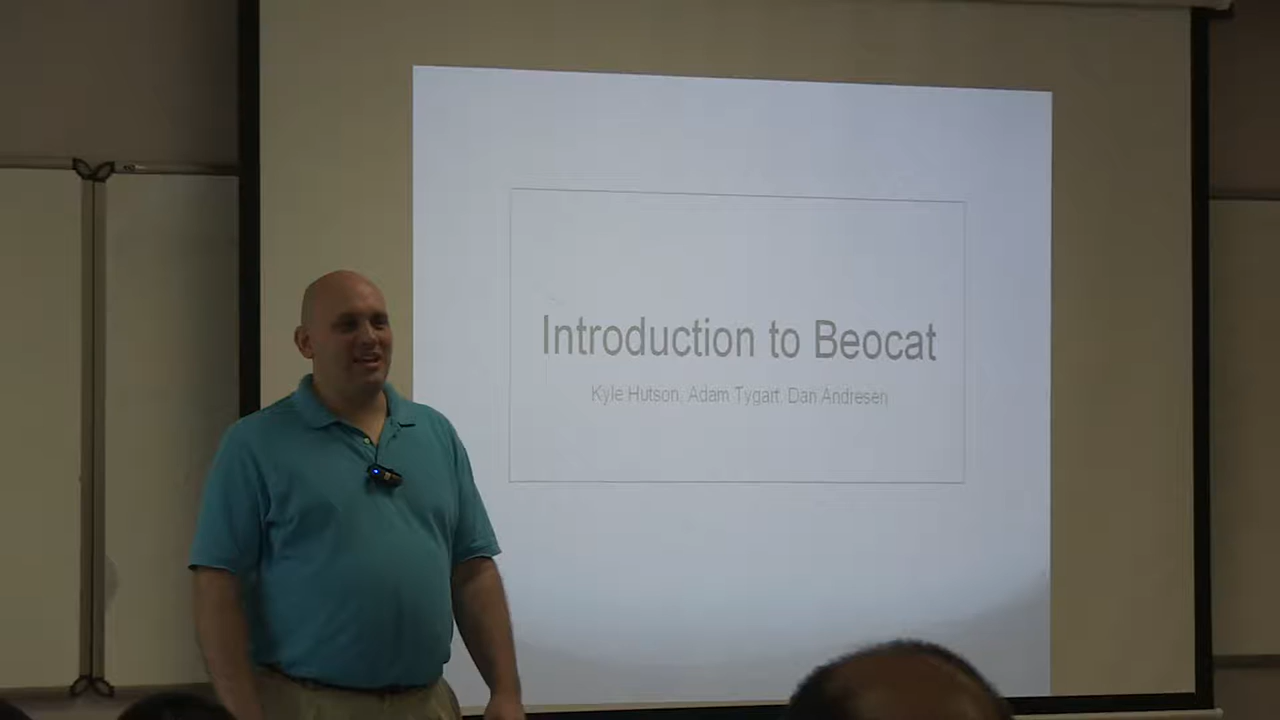 Introduction to Beocat
Kyle Hutson, Adam Tygart, Dan Andresen